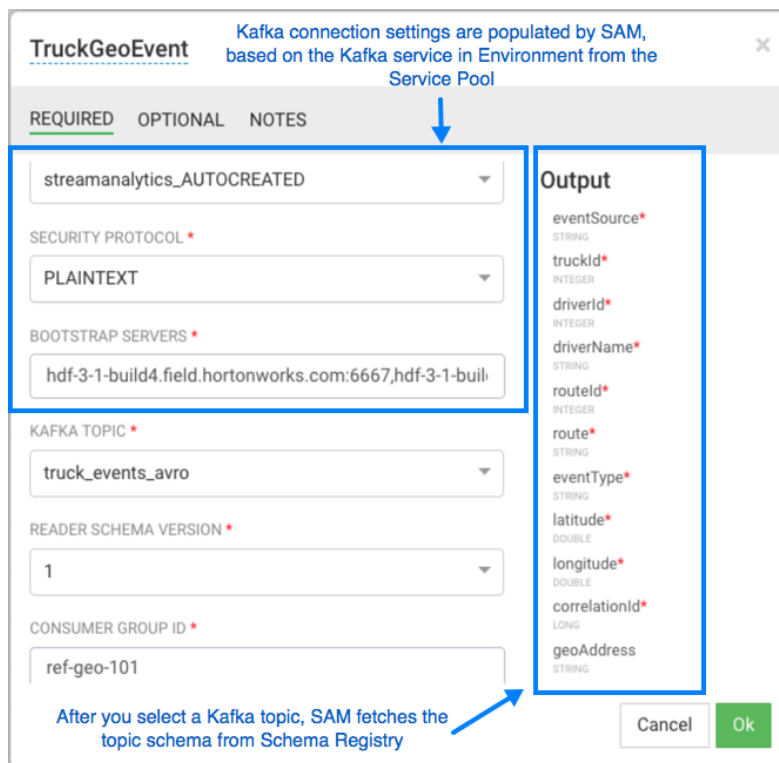 Kafka connection settings are populated by SAM,
based on the Kafka service in Environment from the
Service Pool
TruckGeoEvent
×
REQUIRED OPTIONAL NOTES
streamanalytics_AUTOCREATED
SECURITY PROTOCOL *
PLAINTEXT
BOOTSTRAP SERVERS *
hdf-3-1-build4.field.hortonworks.com:6667,hdf-3-1-buil
KAFKA TOPIC *
truck_events_avro
READER SCHEMA VERSION *
1
CONSUMER GROUP ID *
ref-geo-101
Output
eventSource*
STRING
truckId*
INTEGER
driverId*
INTEGER
driverName*
STRING
routeId*
INTEGER
route*
STRING
eventType*
STRING
latitude*
DOUBLE
longitude*
DOUBLE
correlationId*
LONG
geoAddress
STRING
After you select a Kafka topic, SAM fetches the
topic schema from Schema Registry
Cancel Ok